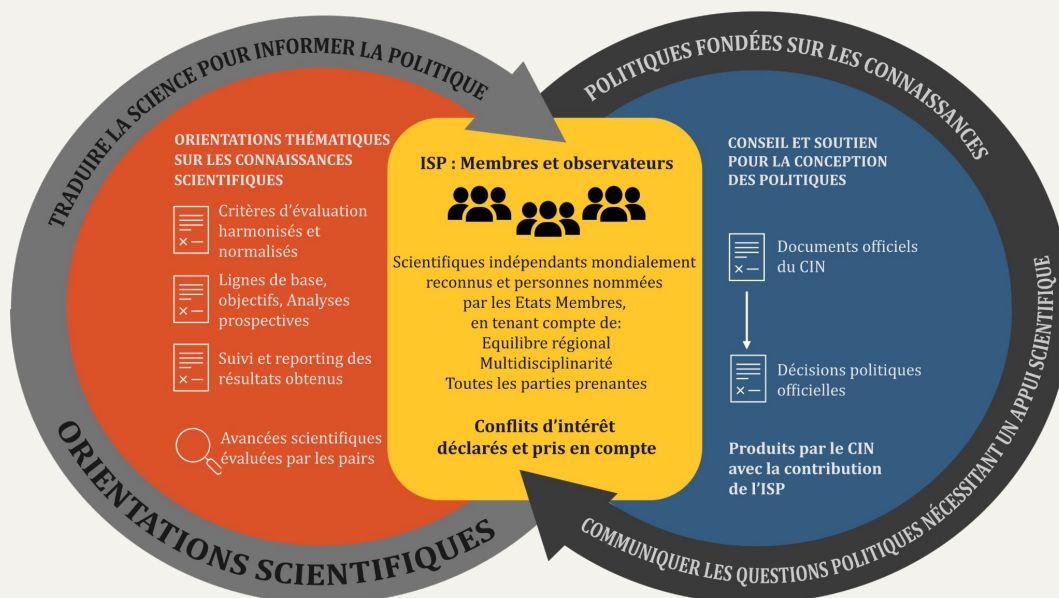 TRADUIRE LA SCIENCE POUR INFORMER LA POLITIQUE
ORIENTATIONS THÉMATIQUES
SUR LES CONNAISSANCES
SCIENTIFIQUES
Critères d’évaluation
harmonisés et
normalisés
Lignes de base,
objectifs, Analyses
prospectives
Suivi et reporting des
résultats obtenus
Avancées scientifiques
évaluées par les pairs
ORIENTATIONS SCIENTIFIQUES
ISP : Membres et observateurs
Scientifiques indépendants mondialement
reconnus et personnes nommées
par les Etats Membres,
en tenant compte de:
Equilibre régional
Multidisciplinarité
Toutes les parties prenantes
Conflits d’intérêt
déclarés et pris en compte
POLITIQUES FONDÉES SUR LES CONNAISSANCES
CONSEIL ET SOUTIEN
POUR LA CONCEPTION
DES POLITIQUES
Documents officiels
du CIN
Décisions politiques
officielles
Produits par le CIN
avec la contribution
de l’ISP
COMMUNIQUER LES QUESTIONS POLITIQUES NÉCESSITANT UN APPUI SCIENTIFIQUE